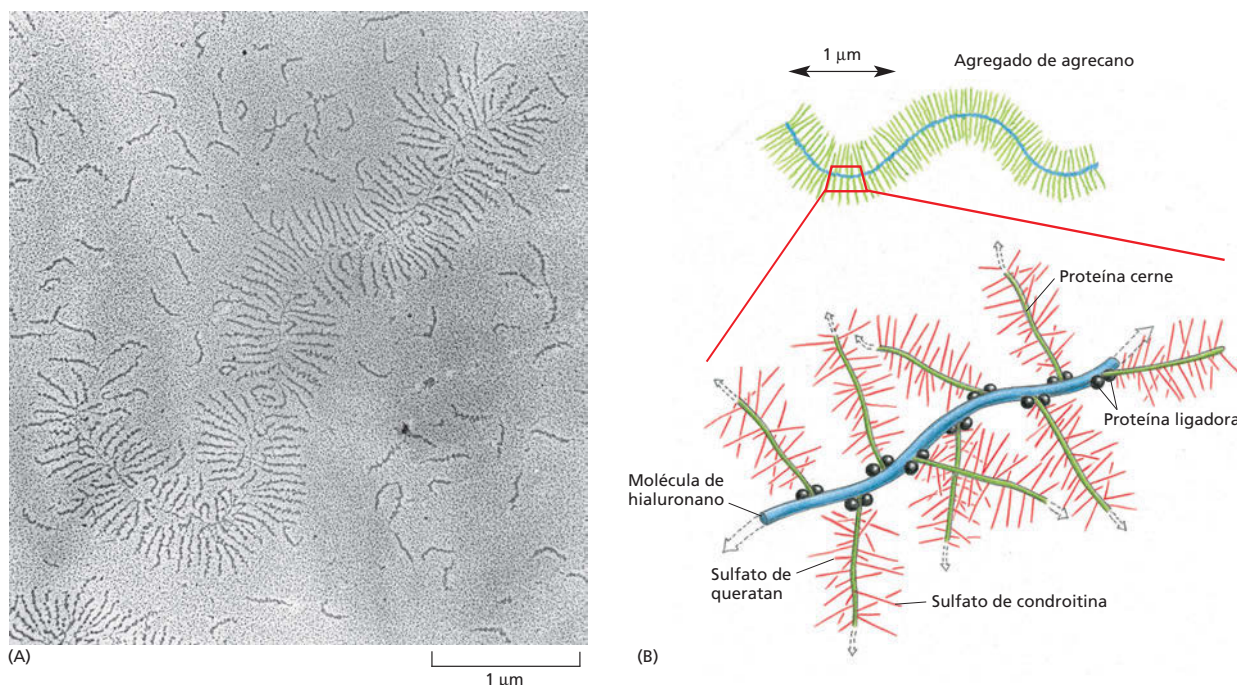 1 μm
Agregado de agrecano
Proteína cerne
Proteína ligadora
Molécula de
hialuronano
Sulfato de
queratan
Sulfato de condroitina
(A)
1 μm
(B)